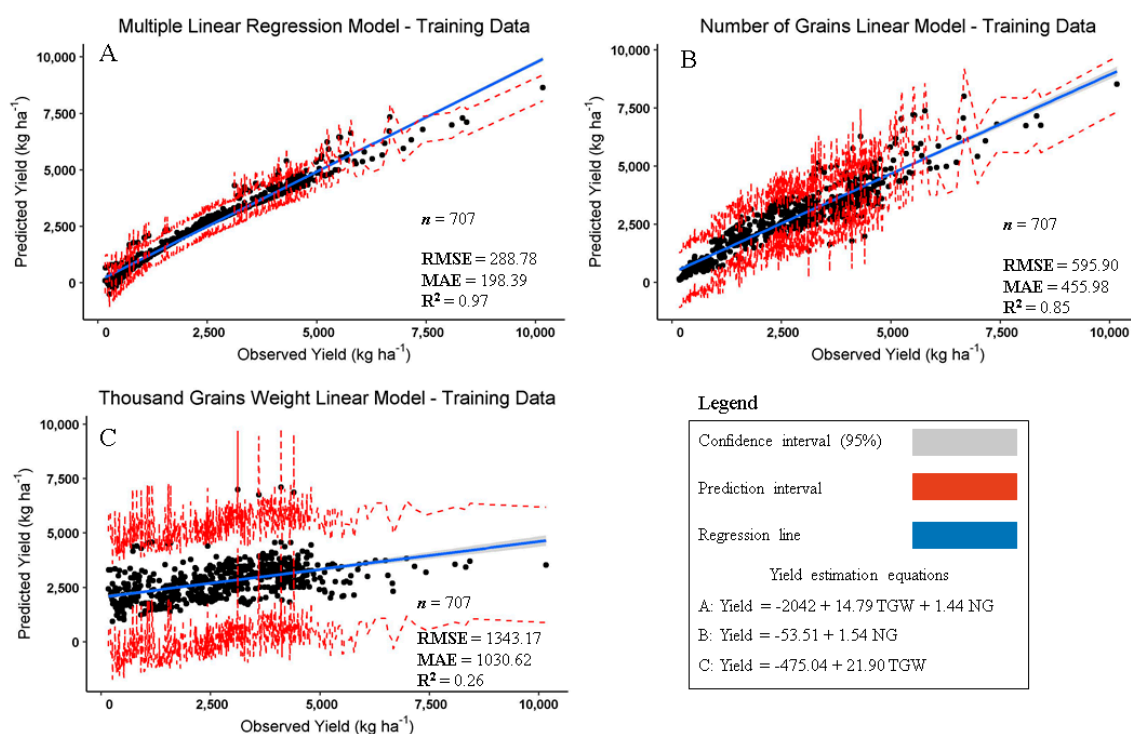 Multiple Linear Regression Model - Training Data
A
10,000
7,500
5,000
2,500
0
Predicted Yield (kg ha⁻¹)
n = 707
RMSE = 288.78
MAE = 198.39
R² = 0.97
0 2,500 5,000 7,500 10,000
Observed Yield (kg ha⁻¹)
Number of Grains Linear Model - Training Data
B
10,000
7,500
5,000
2,500
0
Predicted Yield (kg ha⁻¹)
n = 707
RMSE = 595.90
MAE = 455.98
R² = 0.85
0 2,500 5,000 7,500 10,000
Observed Yield (kg ha⁻¹)
Thousand Grains Weight Linear Model - Training Data
C
10,000
7,500
5,000
2,500
0
Predicted Yield (kg ha⁻¹)
n = 707
RMSE = 1343.17
MAE = 1030.62
R² = 0.26
0 2,500 5,000 7,500 10,000
Observed Yield (kg ha⁻¹)
Legend
Confidence interval (95%)
Prediction interval
Regression line
Yield estimation equations
A: Yield = -2042 + 14.79 TGW + 1.44 NG
B: Yield = -53.51 + 1.54 NG
C: Yield = -475.04 + 21.90 TGW